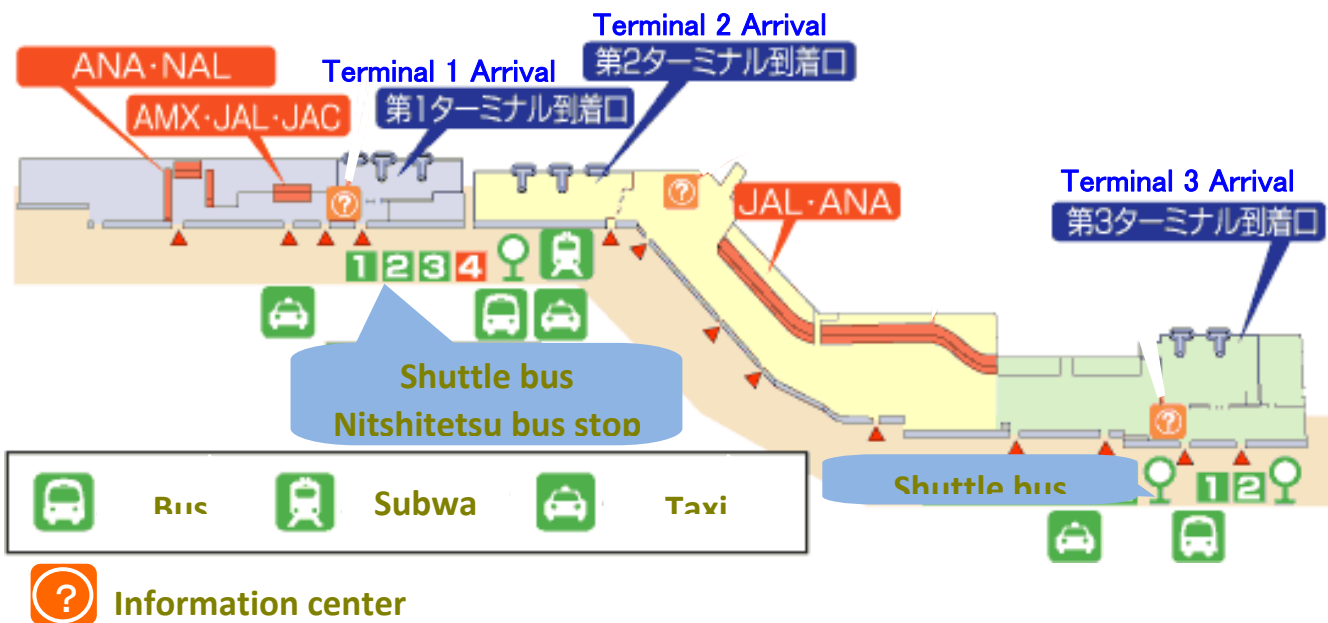 Terminal 2 Arrival
第2ターミナル到着口
ANA・NAL
Terminal 1 Arrival
第1ターミナル到着口
AMX・JAL・JAC
?
?
Terminal 3 Arrival
JAL・ANA
第3ターミナル到着口
1 2 3 4
Shuttle bus
Nitshitetsu bus stop
?
Shuttle bus
1 2
Bus
Subwa
Taxi
?
Information center